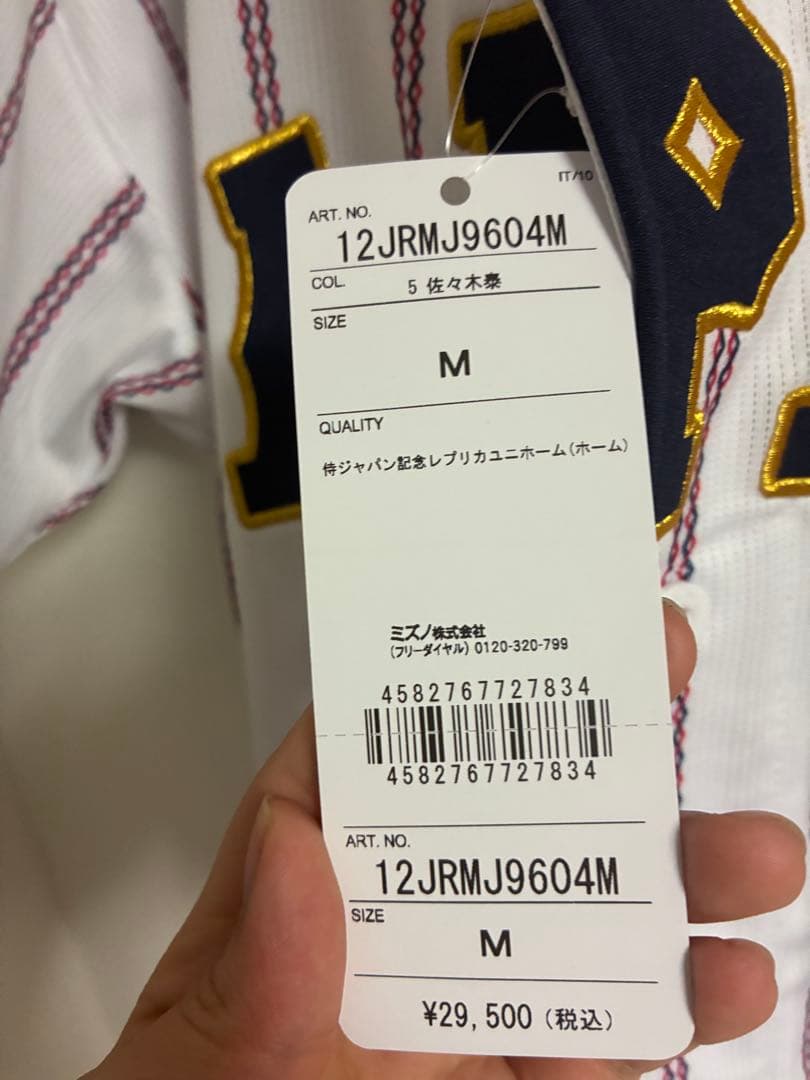 IT/10
ART. NO.
12JRMJ9604M
COL.
5 佐々木泰
SIZE
M
QUALITY
侍ジャパン記念レプリカユニホーム(ホーム)
ミズノ株式会社
(フリーダイヤル) 0120-320-799
4582767727834
4582767727834
ART. NO.
12JRMJ9604M
SIZE
M
¥29,500(税込)